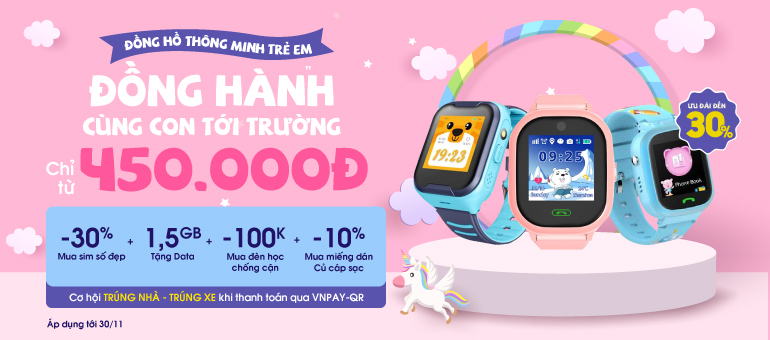 ĐỒNG HỒ THÔNG MINH TRẺ EM
ĐỒNG HÀNH
CÙNG CON TỚI TRƯỜNG
Chỉ từ 450.000Đ
-30% + 1,5GB + -100K + -10%
Mua sim số đẹp
Tặng Data
Mua đèn học
chống cận
Mua miếng dán
Củ cáp sạc
Cơ hội TRÚNG NHÀ - TRÚNG XE khi thanh toán qua VNPAY-QR
Áp dụng tới 30/11
19:23
09:25
Sunday
Phone Book
ƯU ĐÃI ĐẾN
30%